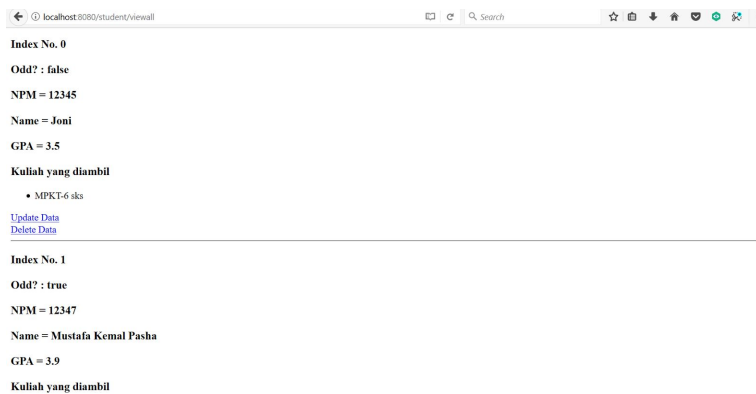 localhost:8080/student/viewall
Search
Index No. 0
Odd? : false
NPM = 12345
Name = Joni
GPA = 3.5
Kuliah yang diambil
• MPKT-6 sks
Update Data
Delete Data
Index No. 1
Odd? : true
NPM = 12347
Name = Mustafa Kemal Pasha
GPA = 3.9
Kuliah yang diambil